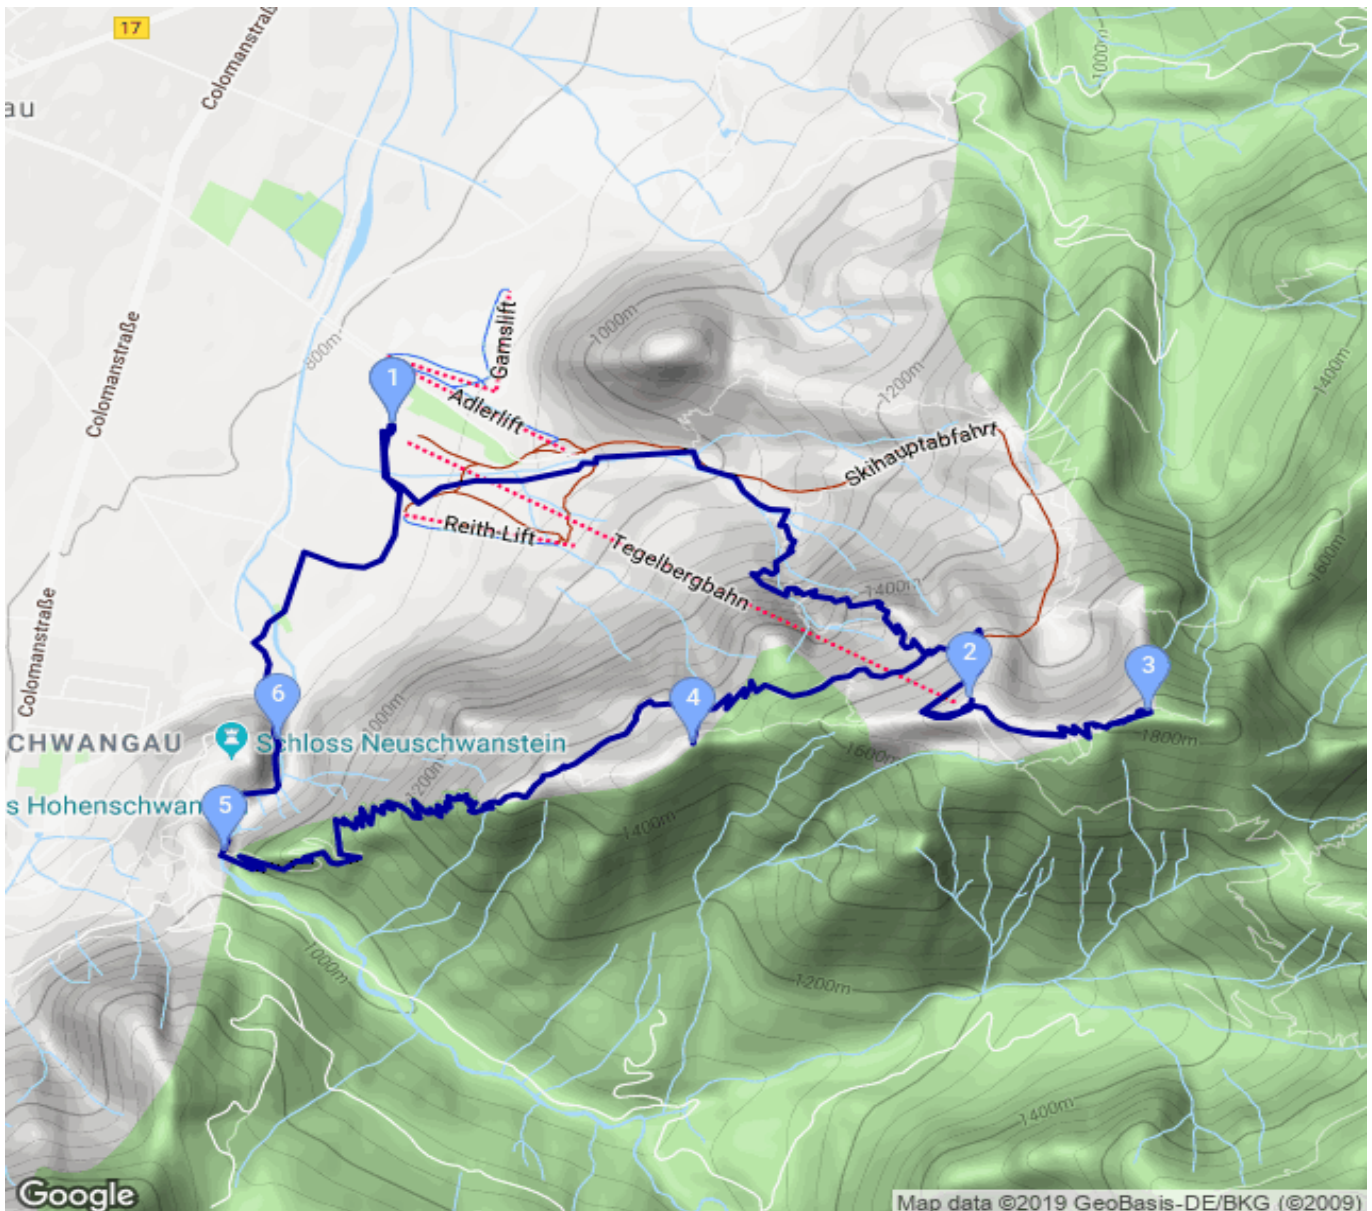 17
Colomanstraß
au
1000m
Gamslift
1000m
800m
1400m
Colomanstraße
1
Adlerlift
1200m
Skihauptabfahrt
Reith-Lift
Tegelbergbahn
1600m
1400m
Colomanstraße
2
3
6
4
1000m
CHWANGAU
Schloss Neuschwanstein
1600m
1800m
1200m
s Hohenschwan
5
1400m
1000m
1200m
1400m
Google
Map data ©2019 GeoBasis-DE/BKG (©2009)